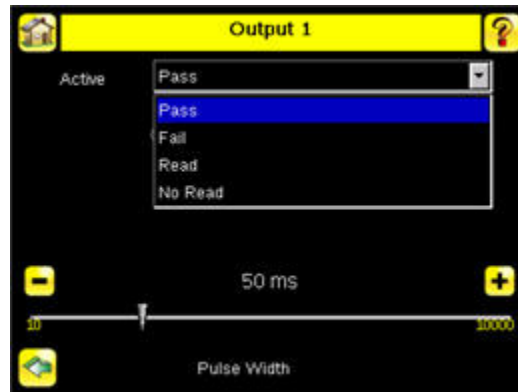 Output 1
?
Active
Pass
Pass
Fail
Read
No Read
-
50 ms
+
10
10000
Pulse Width